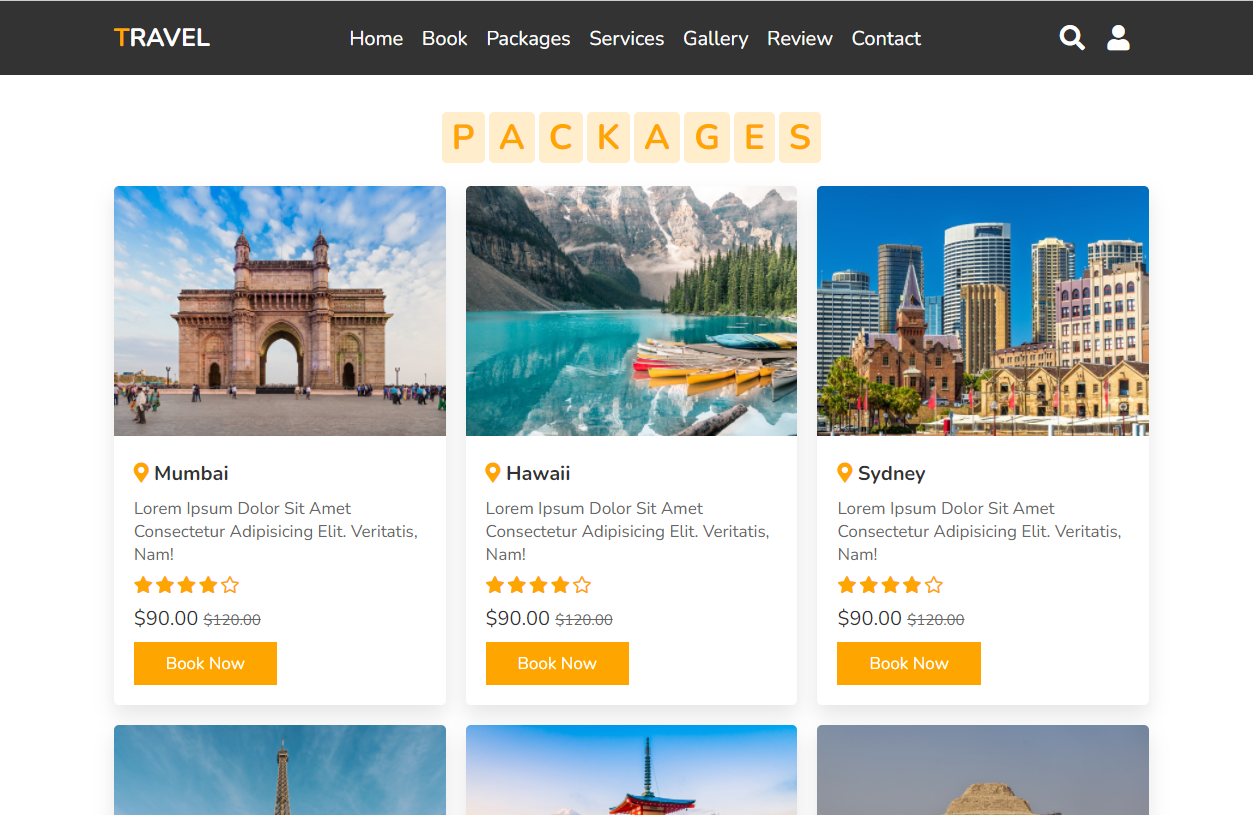 TRAVEL
Home Book Packages Services Gallery Review Contact
PACKAGES
Mumbai
Lorem Ipsum Dolor Sit Amet
Consectetur Adipisicing Elit. Veritatis,
Nam!
$90.00 $120.00
Book Now
Hawaii
Lorem Ipsum Dolor Sit Amet
Consectetur Adipisicing Elit. Veritatis,
Nam!
$90.00 $120.00
Book Now
Sydney
Lorem Ipsum Dolor Sit Amet
Consectetur Adipisicing Elit. Veritatis,
Nam!
$90.00 $120.00
Book Now